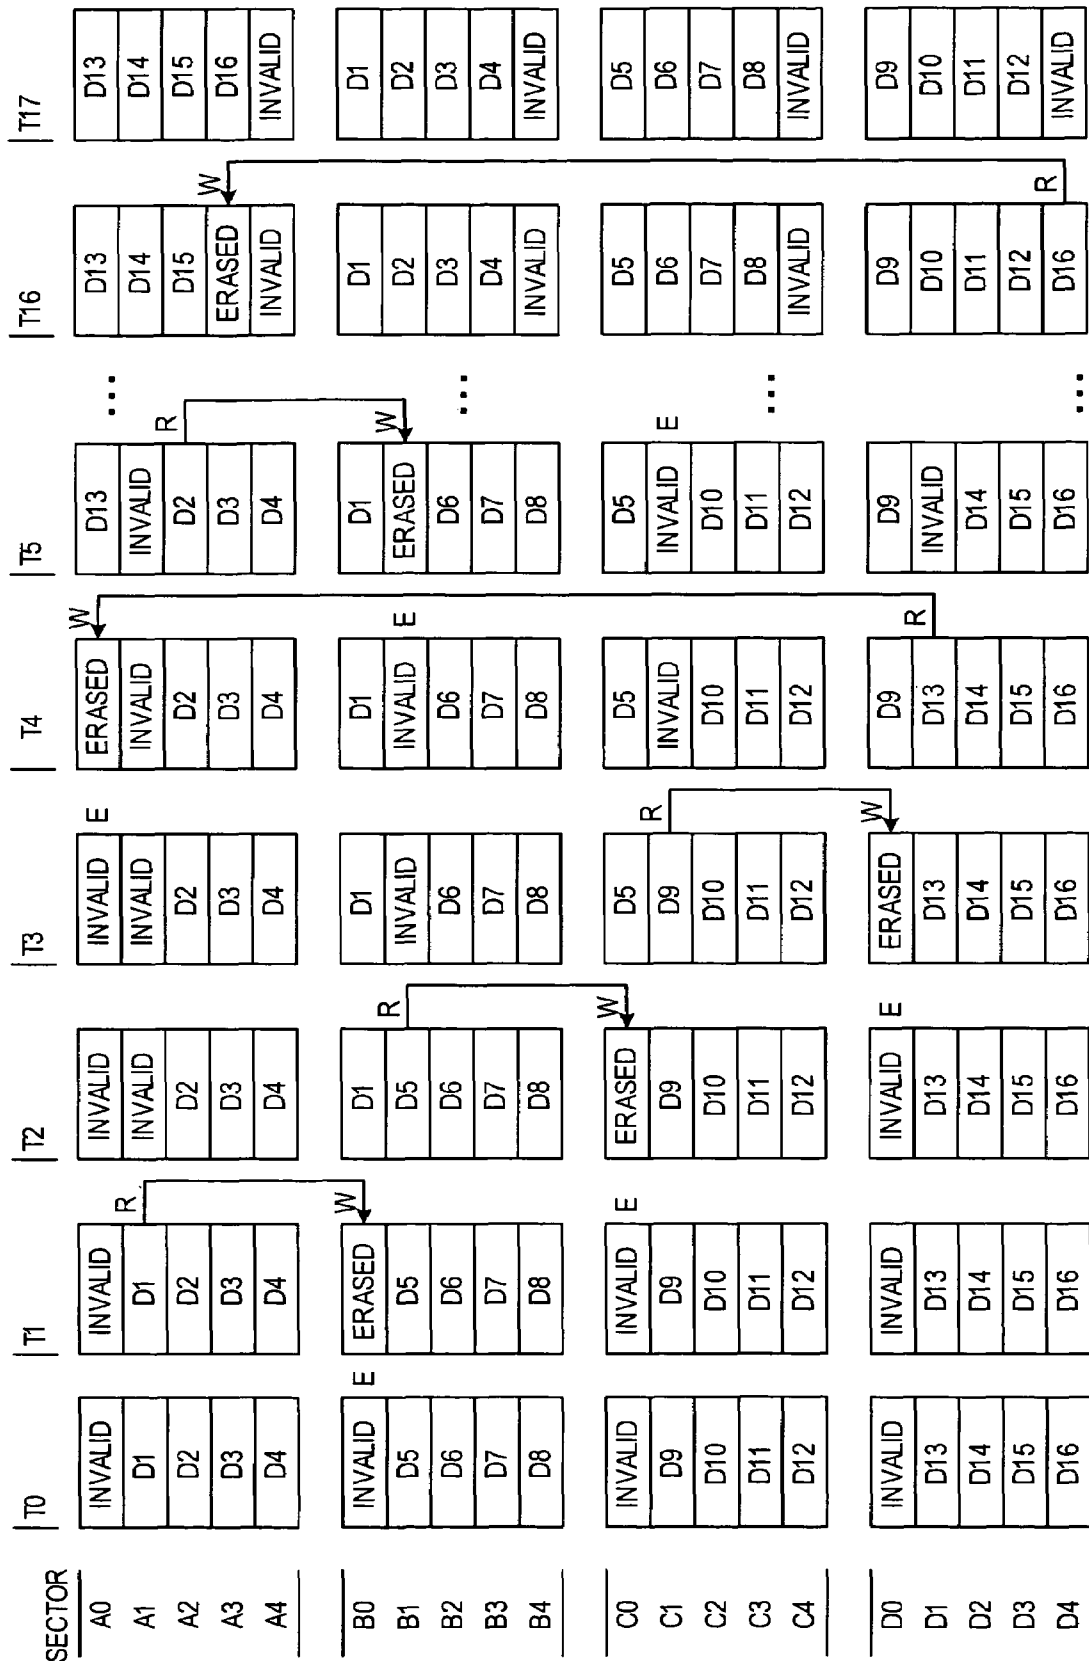 T0 T1 T2 T3 T4 T5 T16 T17
SECTOR
A0 INVALID INVALID INVALID INVALID E ERASED W D13 ... D13 D13
A1 D1 D1 R INVALID INVALID INVALID INVALID D14 D14
A2 D2 D2 D2 D2 D2 D2 R D15 D15
A3 D3 D3 D3 D3 D3 D3 ERASED W D16
A4 D4 D4 D4 D4 D4 D4 INVALID INVALID
B0 INVALID E ERASED W D1 D1 D1 D1 D1 D1
B1 D5 D5 D5 R INVALID INVALID E ERASED W D2 D2
B2 D6 D6 D6 D6 D6 D6 ... D3 D3
B3 D7 D7 D7 D7 D7 D7 D4 D4
B4 D8 D8 D8 D8 D8 D8 INVALID INVALID
C0 INVALID INVALID E ERASED W D5 D5 D5 D5 D5
C1 D9 D9 D9 D9 R INVALID INVALID E D6 D6
C2 D10 D10 D10 D10 D10 D10 D7 D7
C3 D11 D11 D11 D11 D11 D11 ... D8 D8
C4 D12 D12 D12 D12 D12 D12 INVALID INVALID
D0 INVALID INVALID INVALID E ERASED W D9 D9 D9 D9
D1 D13 D13 D13 D13 D13 R INVALID D10 D10
D2 D14 D14 D14 D14 D14 D14 D11 D11
D3 D15 D15 D15 D15 D15 D15 D12 D12
D4 D16 D16 D16 D16 D16 D16 ... D16 R INVALID